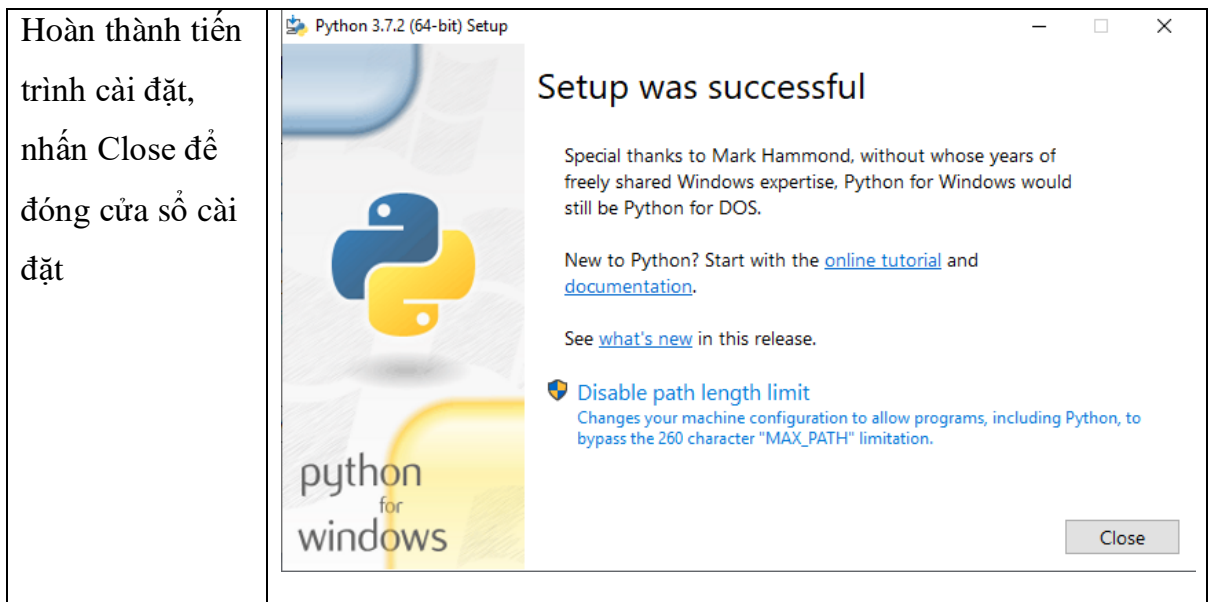 Hoàn thành tiến
trình cài đặt,
nhấn Close để
đóng cửa sổ cài
đặt
Python 3.7.2 (64-bit) Setup
Setup was successful
Special thanks to Mark Hammond, without whose years of
freely shared Windows expertise, Python for Windows would
still be Python for DOS.
New to Python? Start with the online tutorial and
documentation.
See what's new in this release.
Disable path length limit
Changes your machine configuration to allow programs, including Python, to
bypass the 260 character "MAX_PATH" limitation.
python
for
windows
Close